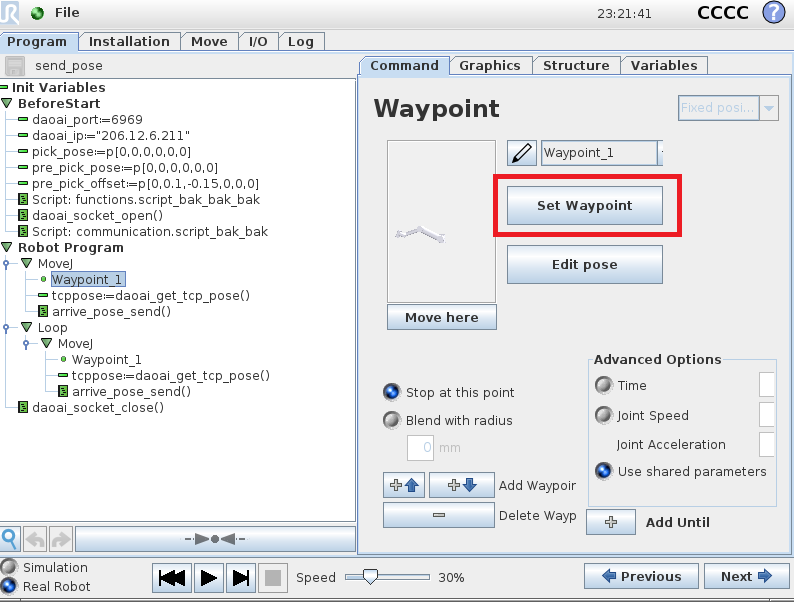 File
23:21:41
CCCC
?
Program
Installation
Move
I/O
Log
send_pose
Init Variables
BeforeStart
daoai_port:=6969
daoai_ip:="206.12.6.211"
pick_pose:=p[0,0,0,0,0,0]
pre_pick_pose:=p[0,0,0,0,0,0]
pre_pick_offset:=p[0,0.1,-0.15,0,0,0]
Script: functions.script_bak_bak_bak
daoai_socket_open()
Script: communication.script_bak_bak
Robot Program
MoveJ
Waypoint_1
tcppose:=daoai_get_tcp_pose()
arrive_pose_send()
Loop
MoveJ
Waypoint_1
tcppose:=daoai_get_tcp_pose()
arrive_pose_send()
daoai_socket_close()
Command
Graphics
Structure
Variables
Waypoint
Fixed posi...
Waypoint_1
Set Waypoint
Edit pose
Move here
Stop at this point
Blend with radius
0 mm
Add Waypoir
Delete Wayp
Advanced Options
Time
Joint Speed
Joint Acceleration
Use shared parameters
Add Until
Simulation
Real Robot
Speed
30%
Previous
Next